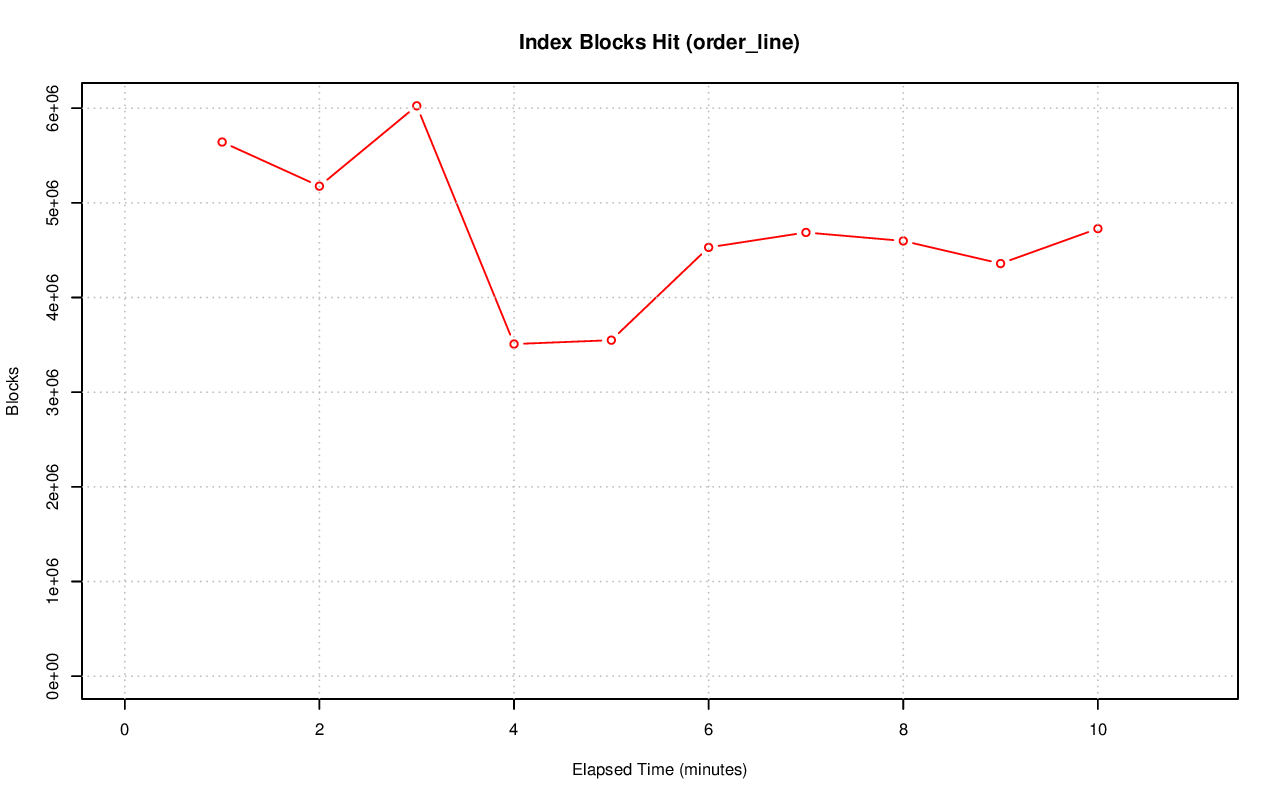 Index Blocks Hit (order_line)
Blocks
6e+06
5e+06
4e+06
3e+06
2e+06
1e+06
0e+00
0 2 4 6 8 10
Elapsed Time (minutes)